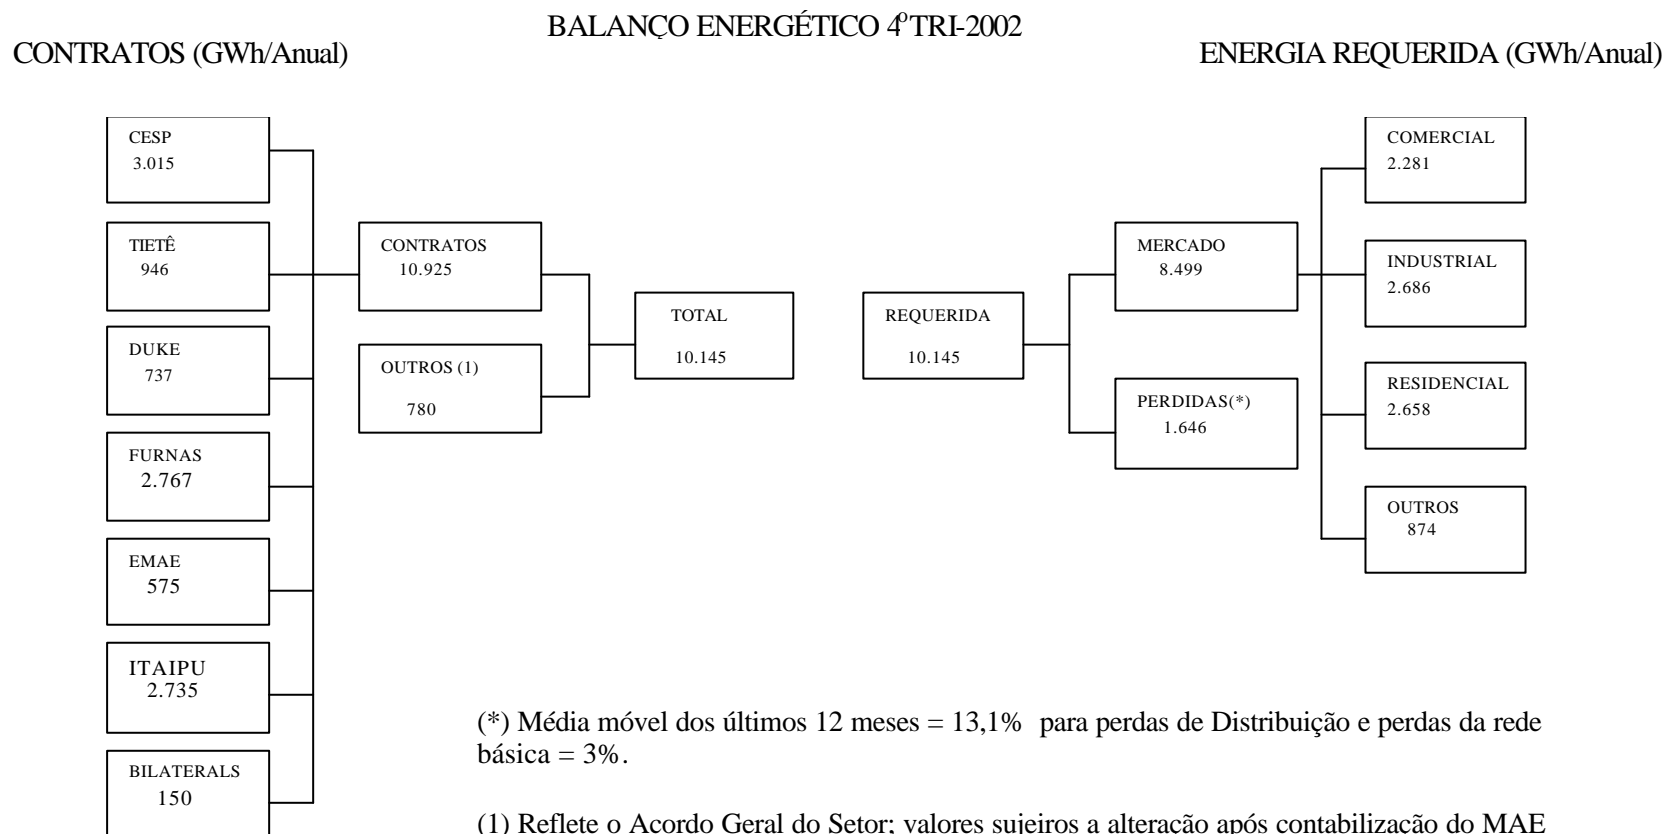 BALANÇO ENERGÉTICO 4º TRI-2002
CONTRATOS (GWh/Anual)
ENERGIA REQUERIDA (GWh/Anual)
CESP
3.015
TIETÊ
946
DUKE
737
FURNAS
2.767
EMAE
575
ITAIPU
2.735
BILATERALS
150
CONTRATOS
10.925
OUTROS (1)
780
TOTAL
10.145
REQUERIDA
10.145
MERCADO
8.499
PERDIDAS(*)
1.646
COMERCIAL
2.281
INDUSTRIAL
2.686
RESIDENCIAL
2.658
OUTROS
874
(*) Média móvel dos últimos 12 meses = 13,1% para perdas de Distribuição e perdas da rede
básica = 3%.
(1) Reflete o Acordo Geral do Setor; valores sujeiros a alteração após contabilização do MAE